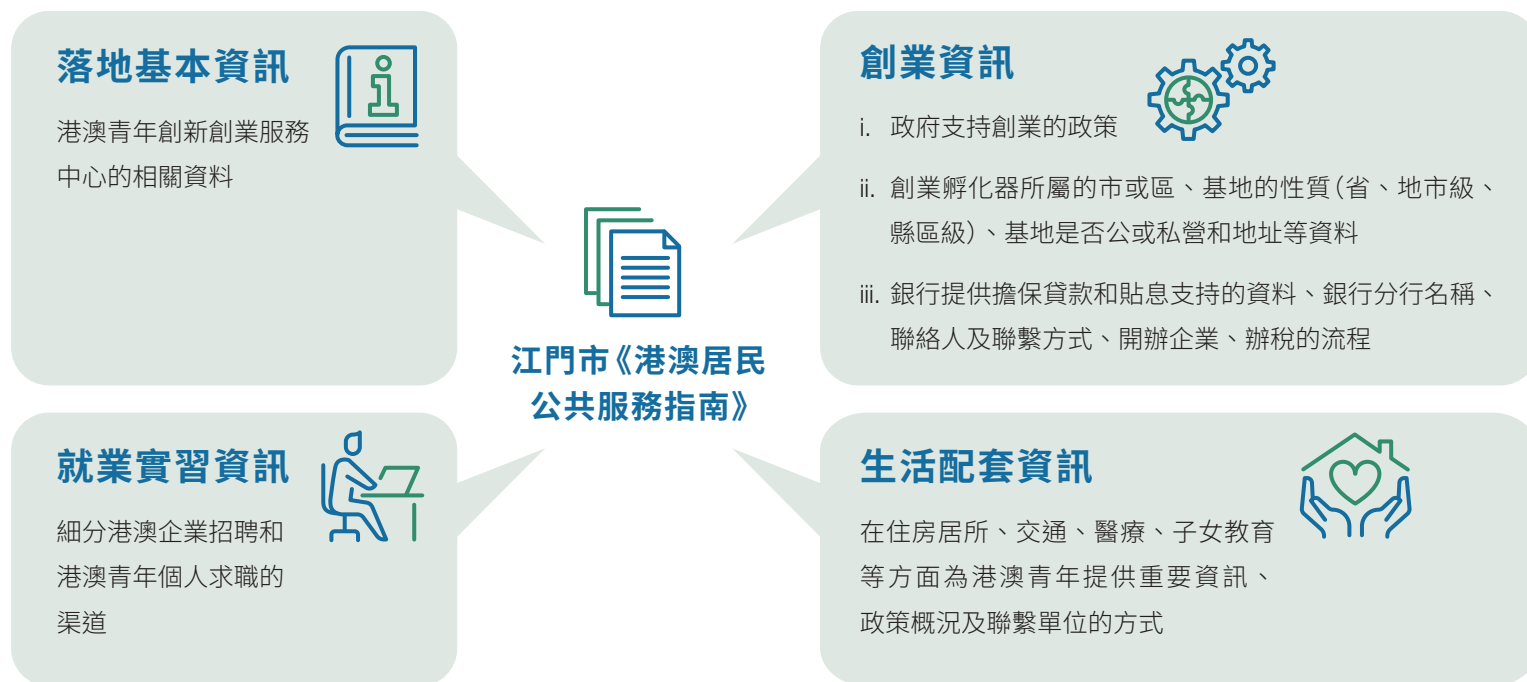 落地基本資訊
港澳青年創新創業服務
中心的相關資料
創業資訊
i. 政府支持創業的政策
ii. 創業孵化器所屬的市或區、基地的性質（省、地市級、
縣區級）、基地是否公或私營和地址等資料
iii. 銀行提供擔保貸款和貼息支持的資料、銀行分行名稱、
聯絡人及聯繫方式、開辦企業、辦稅的流程
江門市《港澳居民
公共服務指南》
就業實習資訊
細分港澳企業招聘和
港澳青年個人求職的
渠道
生活配套資訊
在住房居所、交通、醫療、子女教育
等方面為港澳青年提供重要資訊、
政策概況及聯繫單位的方式